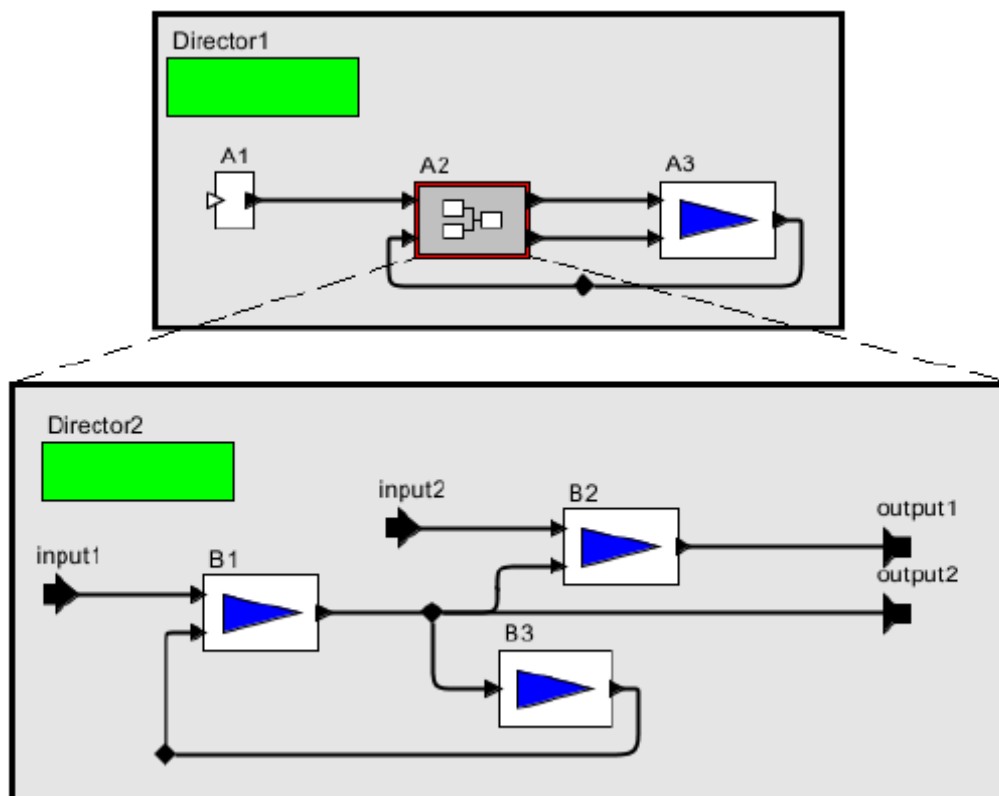 Director1
A1
A2
A3
Director2
input2
B2
output1
input1
B1
output2
B3